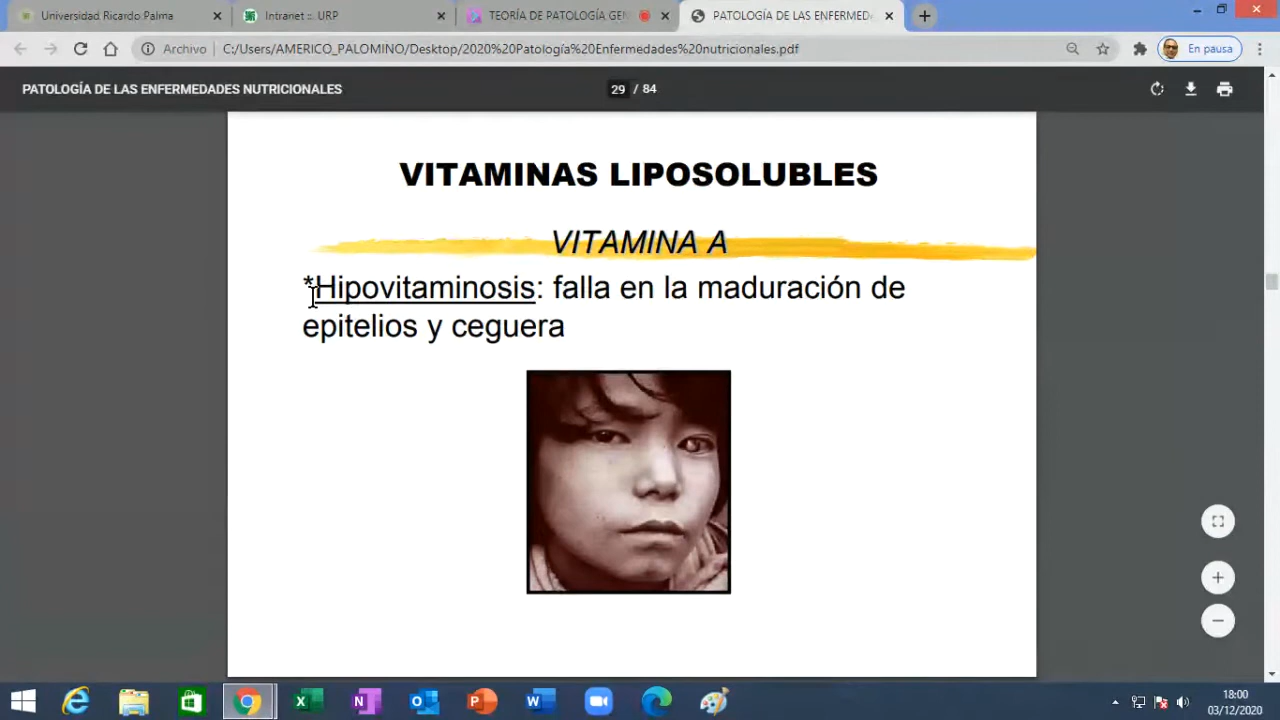 Universidad Ricardo Palma
Intranet :: URP
TEORÍA DE PATOLOGÍA GEN
PATOLOGÍA DE LAS ENFERMED
Archivo
C:/Users/AMERICO_PALOMINO/Desktop/2020%20Patología%20Enfermedades%20nutricionales.pdf
En pausa
PATOLOGÍA DE LAS ENFERMEDADES NUTRICIONALES
29 / 84
VITAMINAS LIPOSOLUBLES
VITAMINA A
*Hipovitaminosis: falla en la maduración de
epitelios y ceguera
18:00
03/12/2020